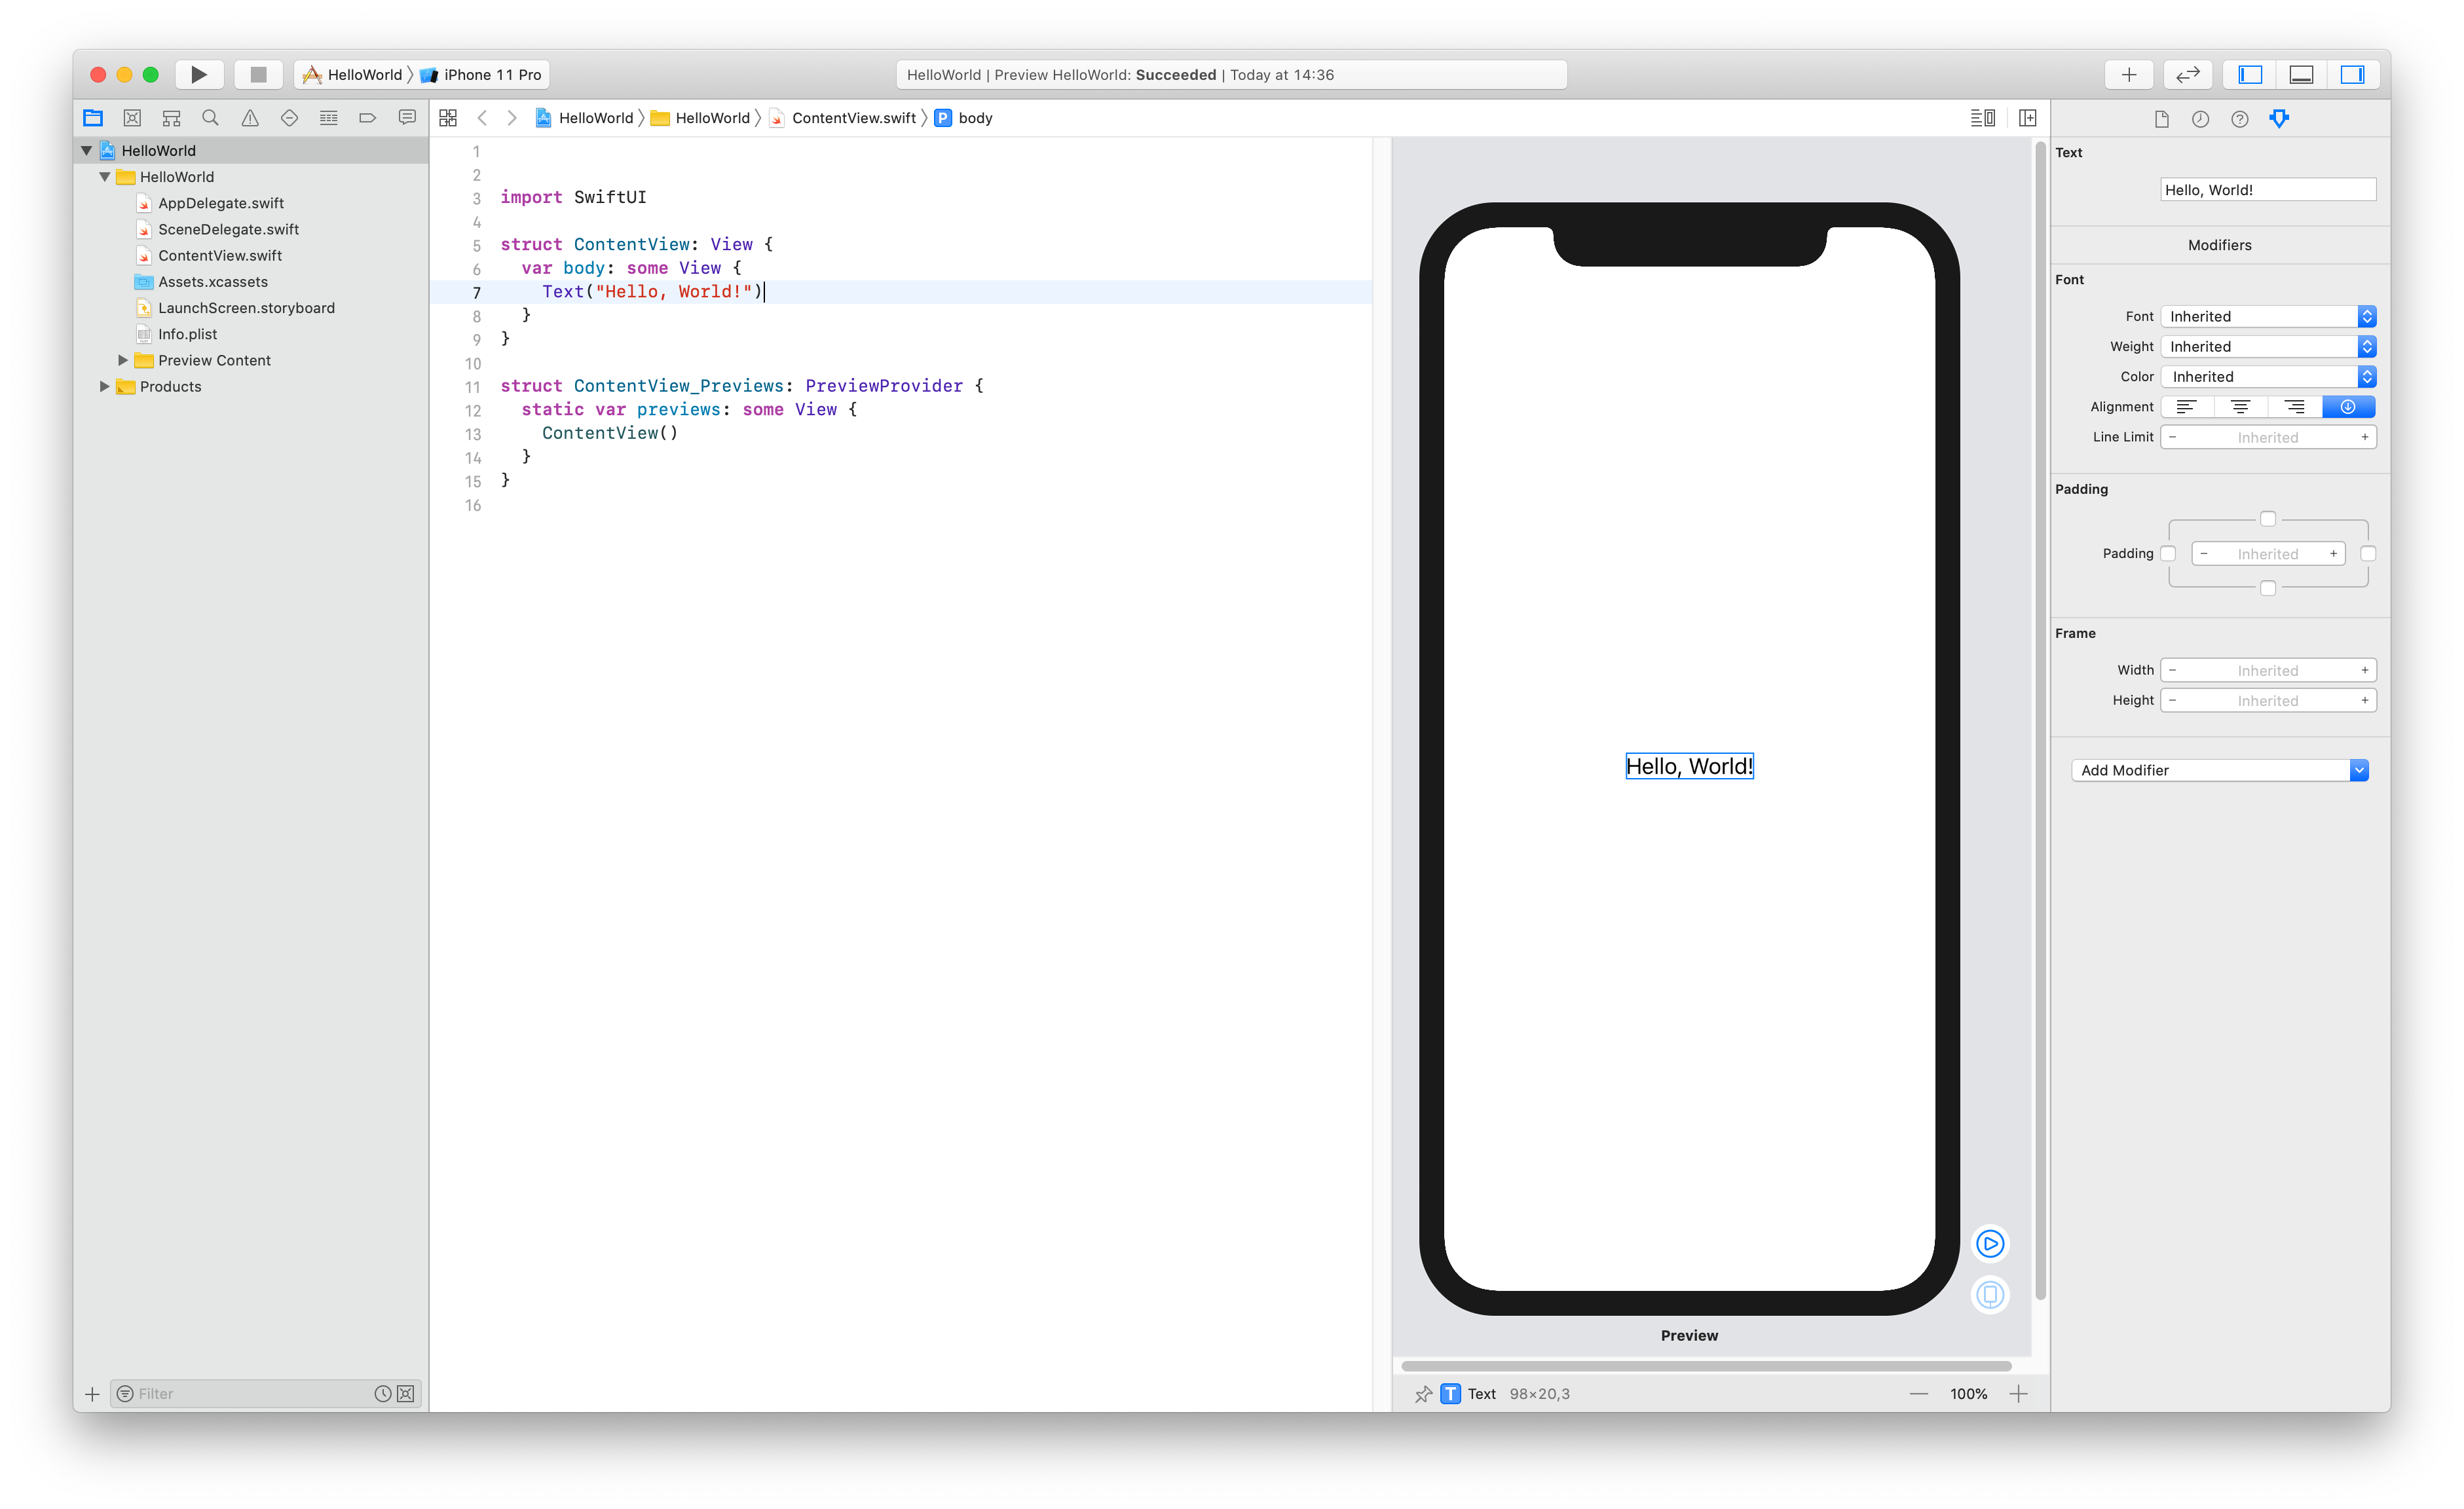 HelloWorld 〉 iPhone 11 Pro
HelloWorld | Preview HelloWorld: Succeeded | Today at 14:36
HelloWorld 〉 HelloWorld 〉 ContentView.swift 〉 P body
HelloWorld
HelloWorld
AppDelegate.swift
SceneDelegate.swift
ContentView.swift
Assets.xcassets
LaunchScreen.storyboard
Info.plist
Preview Content
Products
Filter
1
2
3 import SwiftUI
4
5 struct ContentView: View {
6 var body: some View {
7 Text("Hello, World!")
8 }
9 }
10
11 struct ContentView_Previews: PreviewProvider {
12 static var previews: some View {
13 ContentView()
14 }
15 }
16
Hello, World!
Preview
T Text 98×20,3
100%
Text
Hello, World!
Modifiers
Font
Font Inherited
Weight Inherited
Color Inherited
Alignment
Line Limit − Inherited +
Padding
Padding − Inherited +
Frame
Width − Inherited +
Height − Inherited +
Add Modifier